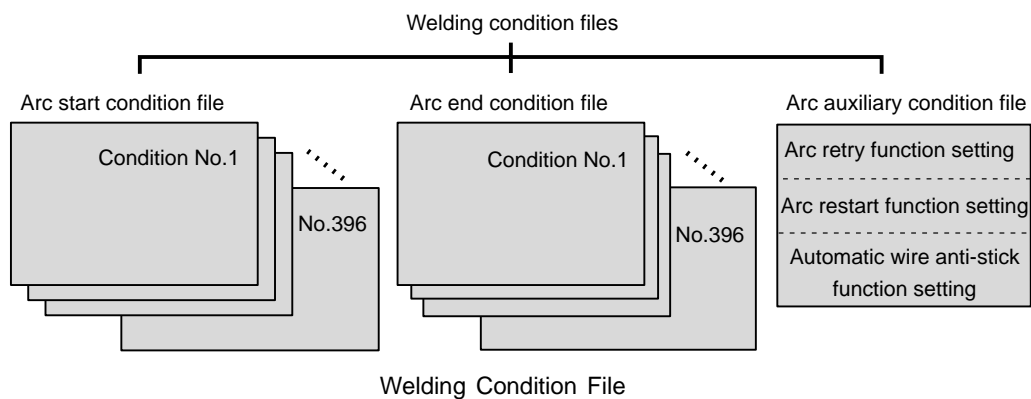 Welding condition files
Arc start condition file
Condition No.1
No.396
Arc end condition file
Condition No.1
No.396
Arc auxiliary condition file
Arc retry function setting
Arc restart function setting
Automatic wire anti-stick
function setting
Welding Condition File